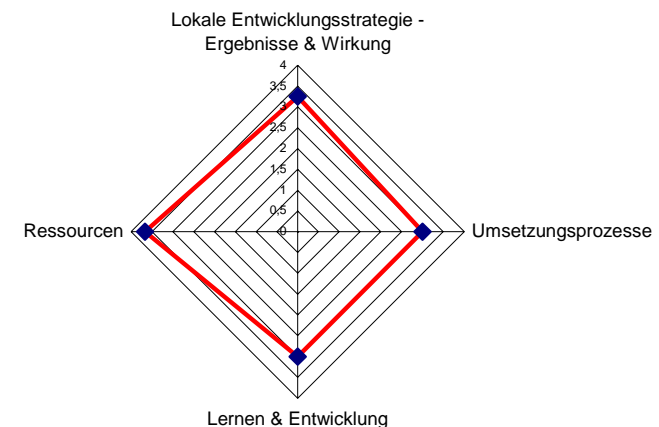 Lokale Entwicklungsstrategie -
Ergebnisse & Wirkung
4
3,5
3
2,5
2
1,5
1
0,5
0
Ressourcen
Umsetzungsprozesse
Lernen & Entwicklung